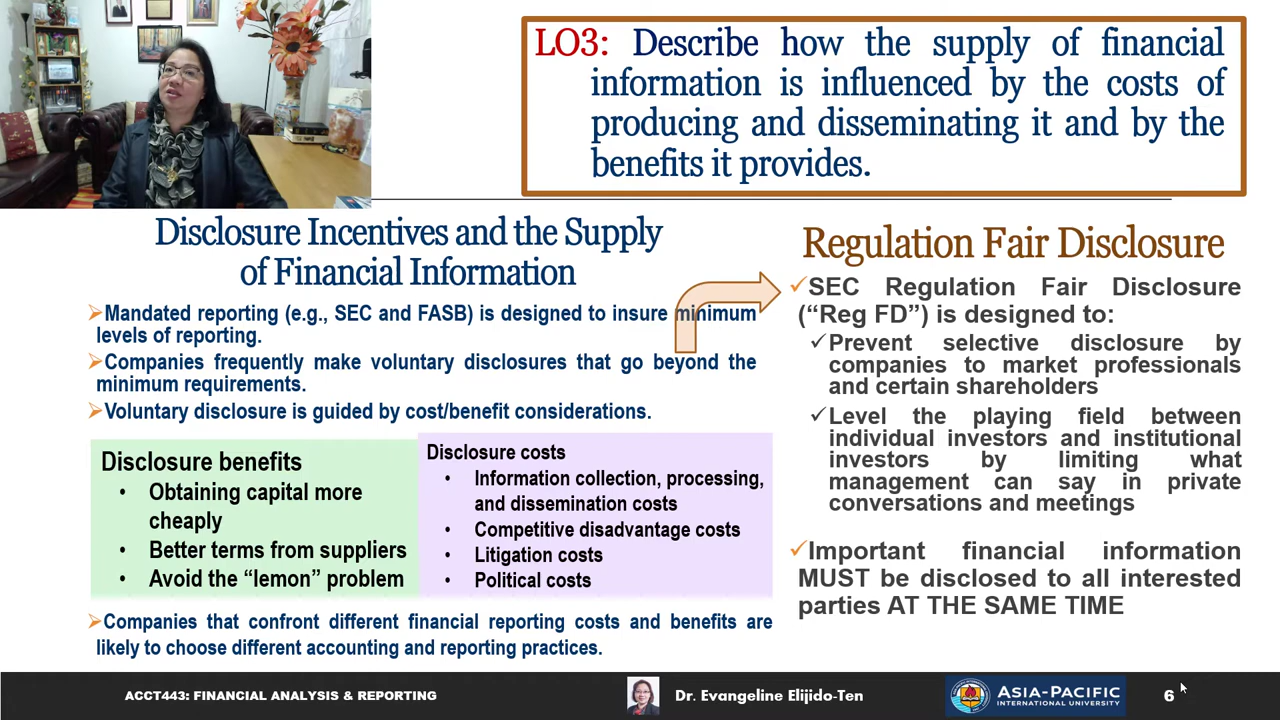 LO3: Describe how the supply of financial
information is influenced by the costs of
producing and disseminating it and by the
benefits it provides.
Disclosure Incentives and the Supply
of Financial Information
Mandated reporting (e.g., SEC and FASB) is designed to insure minimum
levels of reporting.
Companies frequently make voluntary disclosures that go beyond the
minimum requirements.
Voluntary disclosure is guided by cost/benefit considerations.
Disclosure benefits
• Obtaining capital more
cheaply
• Better terms from suppliers
• Avoid the “lemon” problem
Disclosure costs
• Information collection, processing,
and dissemination costs
• Competitive disadvantage costs
• Litigation costs
• Political costs
Companies that confront different financial reporting costs and benefits are
likely to choose different accounting and reporting practices.
Regulation Fair Disclosure
SEC Regulation Fair Disclosure
(“Reg FD”) is designed to:
Prevent selective disclosure by
companies to market professionals
and certain shareholders
Level the playing field between
individual investors and institutional
investors by limiting what
management can say in private
conversations and meetings
Important financial information
MUST be disclosed to all interested
parties AT THE SAME TIME
ACCT443: FINANCIAL ANALYSIS & REPORTING
Dr. Evangeline Elijido-Ten
ASIA-PACIFIC
INTERNATIONAL UNIVERSITY
6